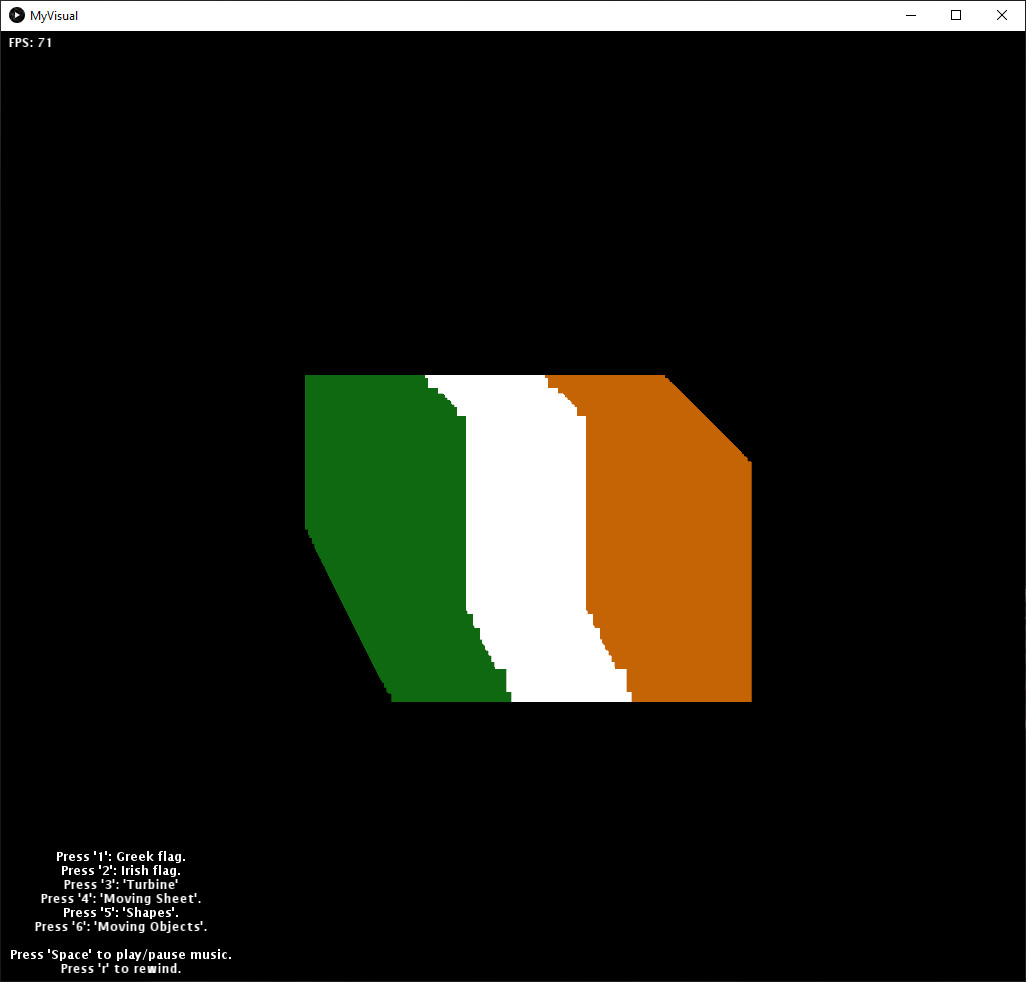 MyVisual
FPS: 71
Press '1': Greek flag.
Press '2': Irish flag.
Press '3': 'Turbine'
Press '4': 'Moving Sheet'.
Press '5': 'Shapes'.
Press '6': 'Moving Objects'.
Press 'Space' to play/pause music.
Press 'r' to rewind.